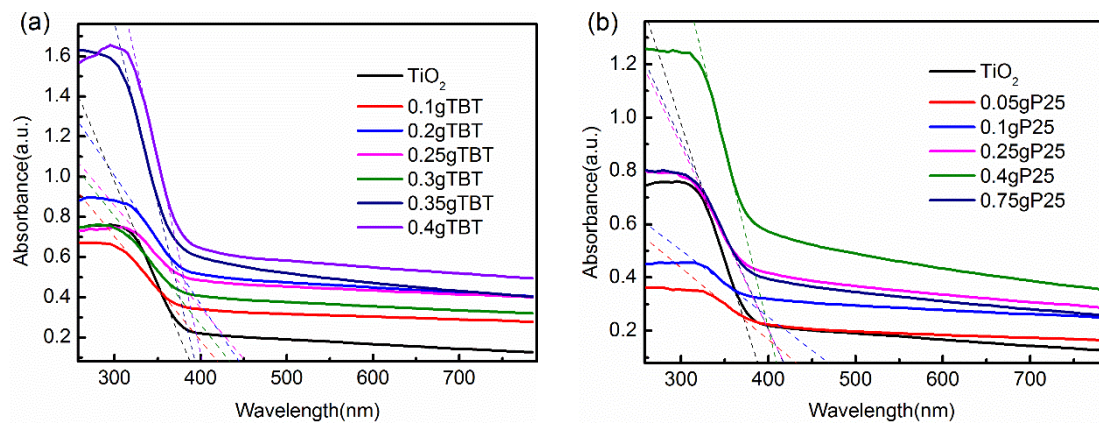 (a)
Absorbance(a.u.)
1.6
1.4
1.2
1.0
0.8
0.6
0.4
0.2
TiO₂
0.1gTBT
0.2gTBT
0.25gTBT
0.3gTBT
0.35gTBT
0.4gTBT
300 400 500 600 700
Wavelength(nm)
(b)
Absorbance(a.u.)
1.2
1.0
0.8
0.6
0.4
0.2
TiO₂
0.05gP25
0.1gP25
0.25gP25
0.4gP25
0.75gP25
300 400 500 600 700
Wavelength(nm)